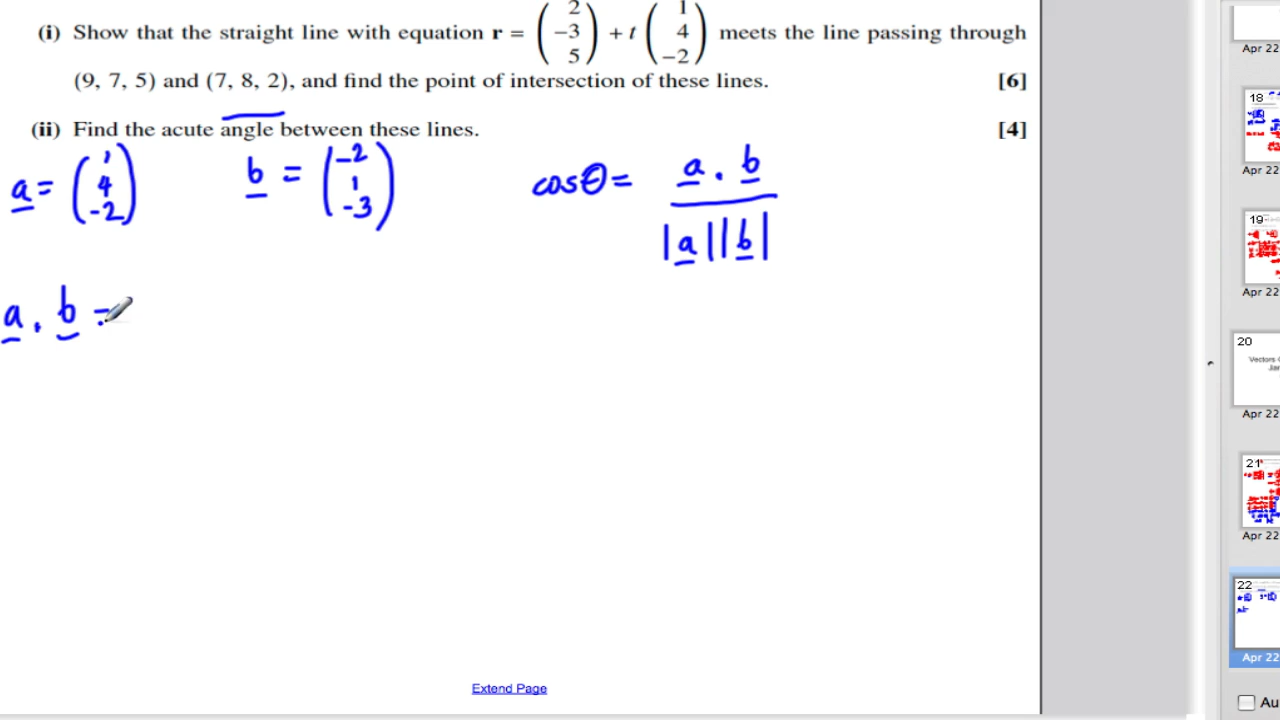 (i) Show that the straight line with equation r = ( 2 −3 5 ) + t ( 1 4 −2 ) meets the line passing through
(9, 7, 5) and (7, 8, 2), and find the point of intersection of these lines. [6]
(ii) Find the acute angle between these lines. [4]
a = ( 1 4 -2 ) b = ( -2 1 -3 ) cosθ = a . b / |a||b|
a . b =
Extend Page
Apr 22
18
Apr 22
19
Apr 22
20
Vectors
Apr 22
21
Apr 22
22
Apr 22
Au